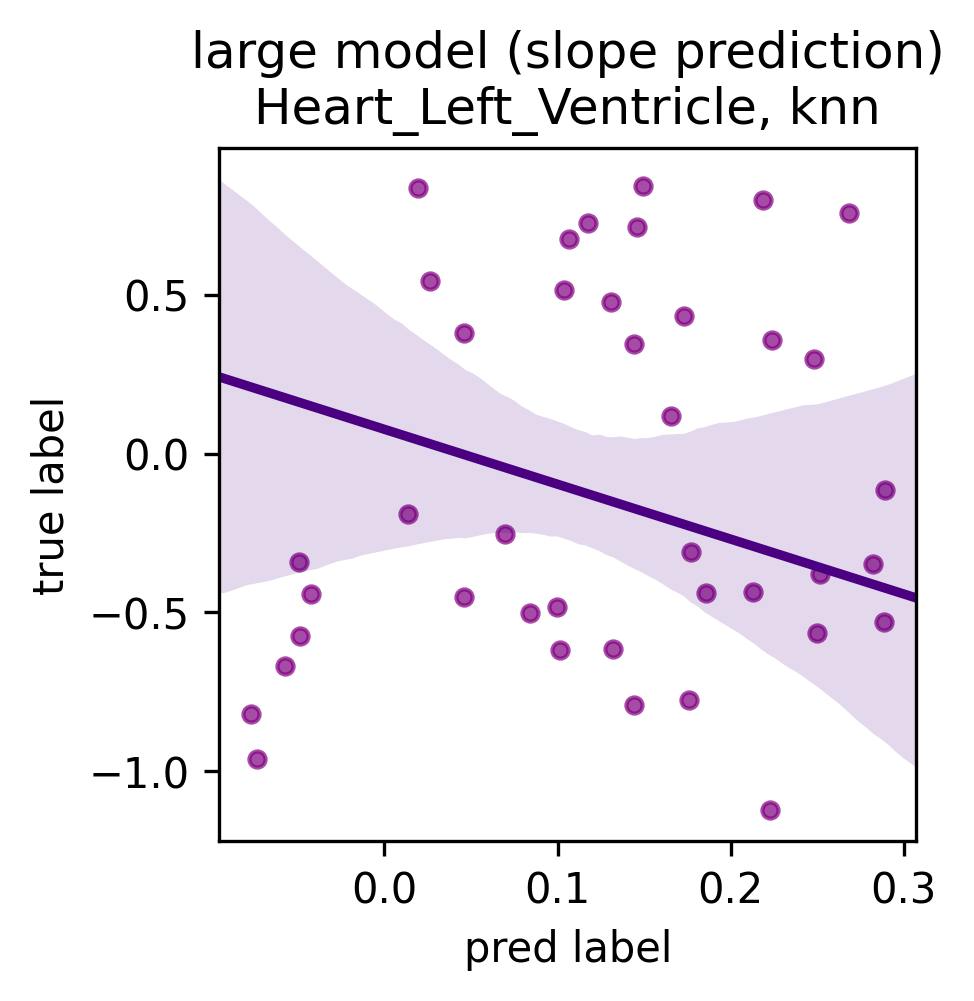 large model (slope prediction)
Heart_Left_Ventricle, knn
0.5
0.0
−0.5
−1.0
true label
0.0
0.1
0.2
0.3
pred label